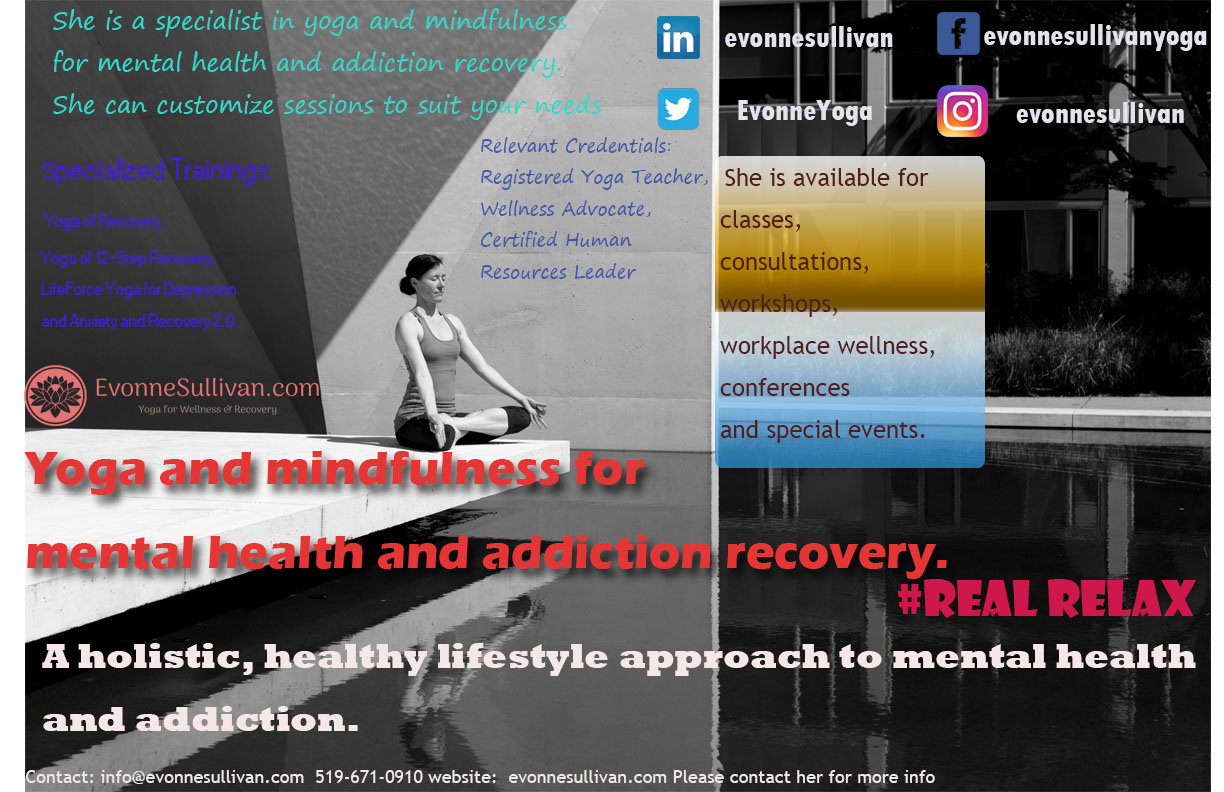 She is a specialist in yoga and mindfulness
for mental health and addiction recovery.
She can customize sessions to suit your needs
in evonnesullivan
f evonnesullivanyoga
EvonneYoga
evonnesullivan
Specialized Trainings:
Yoga of Recovery,
Yoga of 12-Step Recovery,
LifeForce Yoga for Depression
and Anxiety and Recovery 2.0.
Relevant Credentials:
Registered Yoga Teacher,
Wellness Advocate,
Certified Human
Resources Leader
She is available for
classes,
consultations,
workshops,
workplace wellness,
conferences
and special events.
EvonneSullivan.com
Yoga for Wellness & Recovery
Yoga and mindfulness for
mental health and addiction recovery.
#REAL RELAX
A holistic, healthy lifestyle approach to mental health
and addiction.
Contact: info@evonnesullivan.com 519-671-0910 website: evonnesullivan.com Please contact her for more info